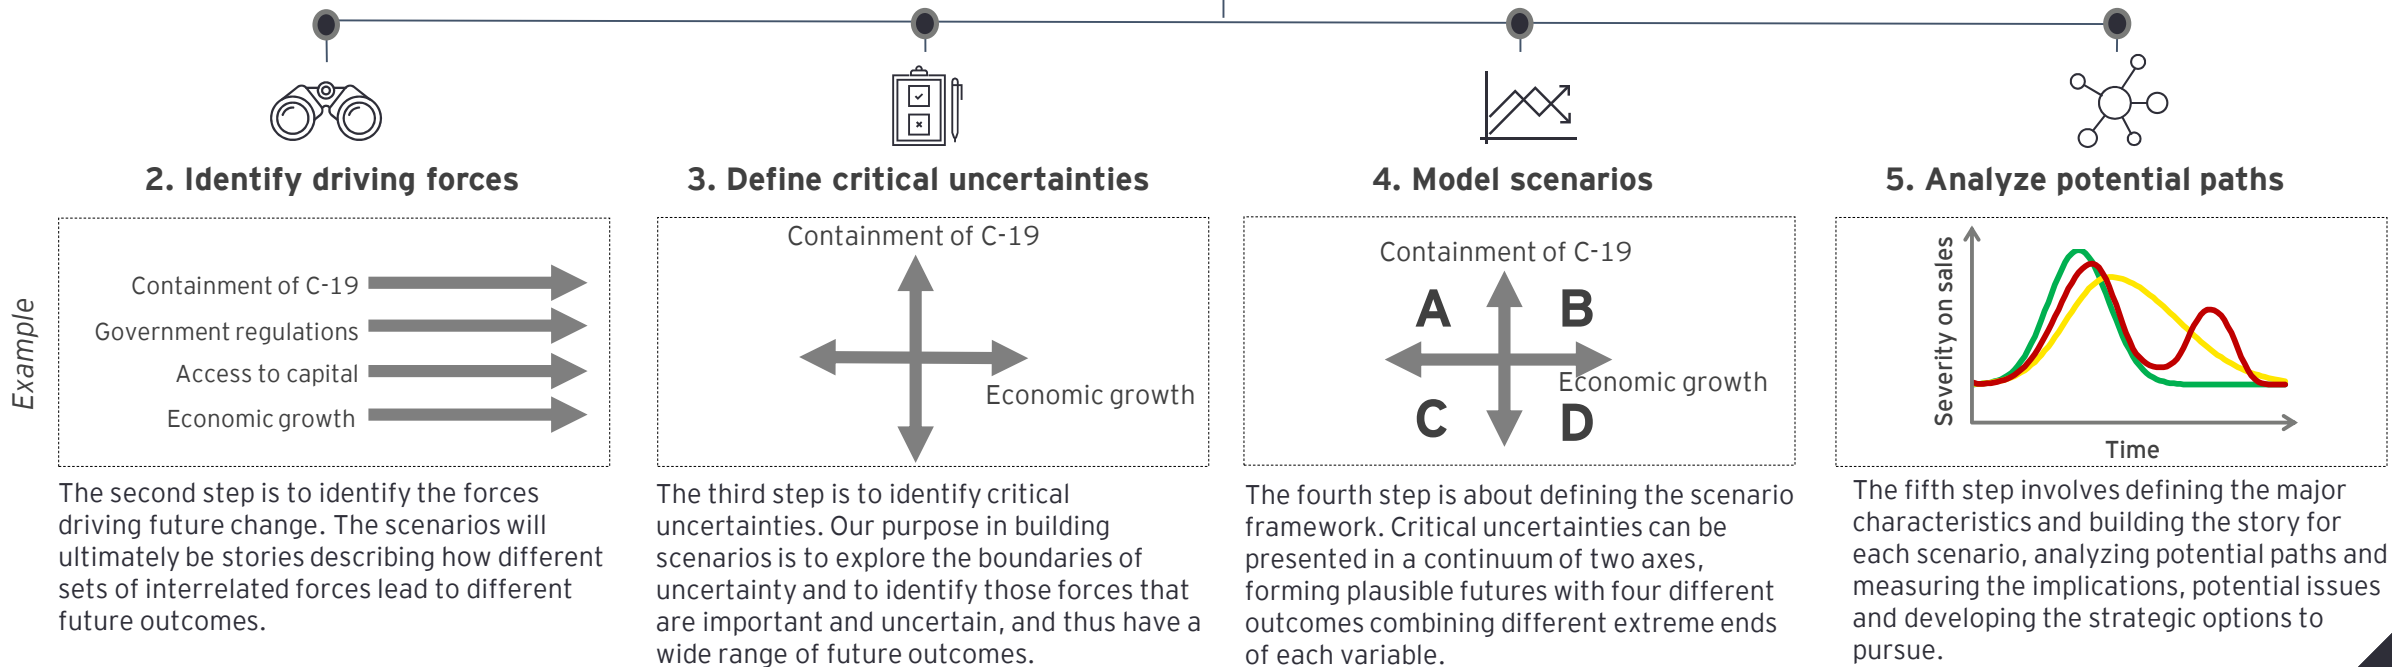 2. Identify driving forces
3. Define critical uncertainties
4. Model scenarios
5. Analyze potential paths
Example
Containment of C-19
Government regulations
Access to capital
Economic growth
Containment of C-19
Economic growth
Containment of C-19
A
B
Economic growth
C
D
Severity on sales
Time
The second step is to identify the forces
driving future change. The scenarios will
ultimately be stories describing how different
sets of interrelated forces lead to different
future outcomes.
The third step is to identify critical
uncertainties. Our purpose in building
scenarios is to explore the boundaries of
uncertainty and to identify those forces that
are important and uncertain, and thus have a
wide range of future outcomes.
The fourth step is about defining the scenario
framework. Critical uncertainties can be
presented in a continuum of two axes,
forming plausible futures with four different
outcomes combining different extreme ends
of each variable.
The fifth step involves defining the major
characteristics and building the story for
each scenario, analyzing potential paths and
measuring the implications, potential issues
and developing the strategic options to
pursue.